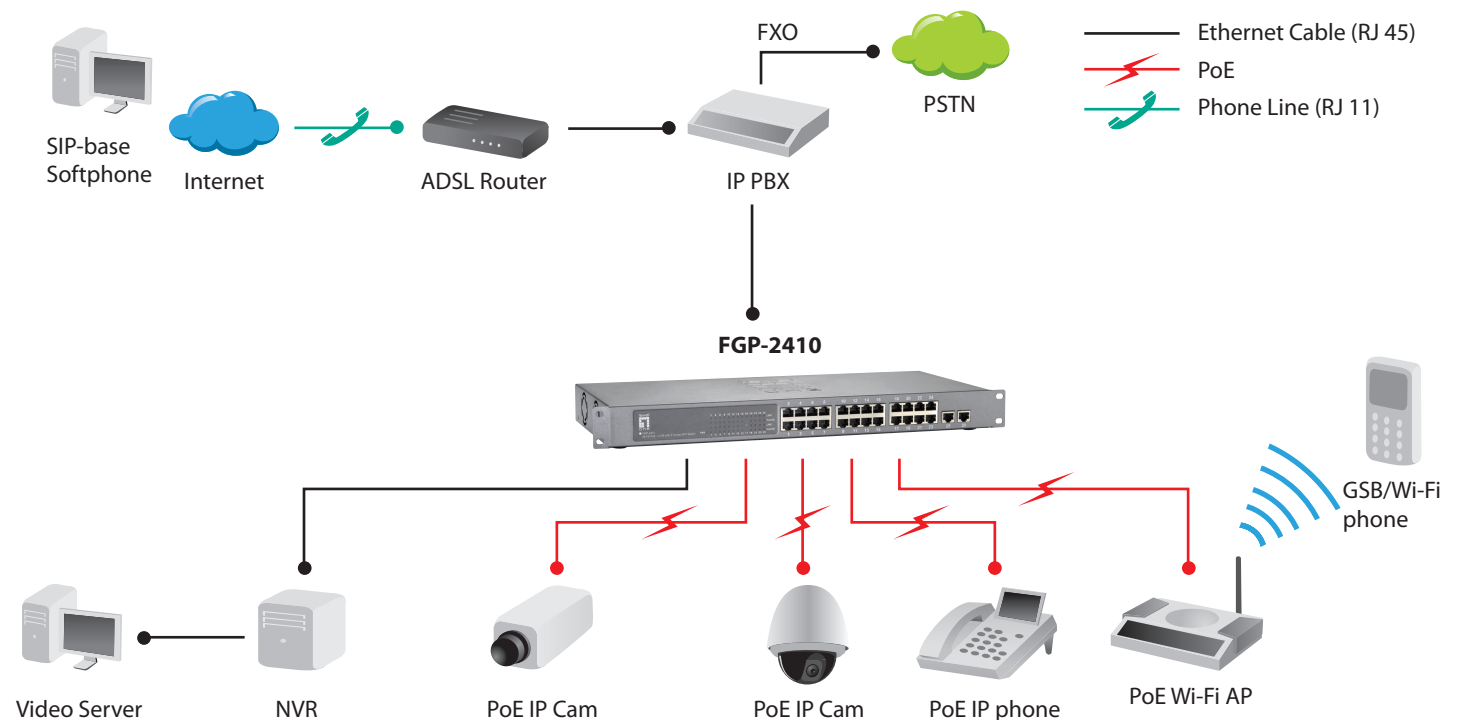 FXO
Ethernet Cable (RJ 45)
PoE
Phone Line (RJ 11)
PSTN
SIP-base
Softphone
Internet
ADSL Router
IP PBX
FGP-2410
GSB/Wi-Fi
phone
Video Server
NVR
PoE IP Cam
PoE IP Cam
PoE IP phone
PoE Wi-Fi AP